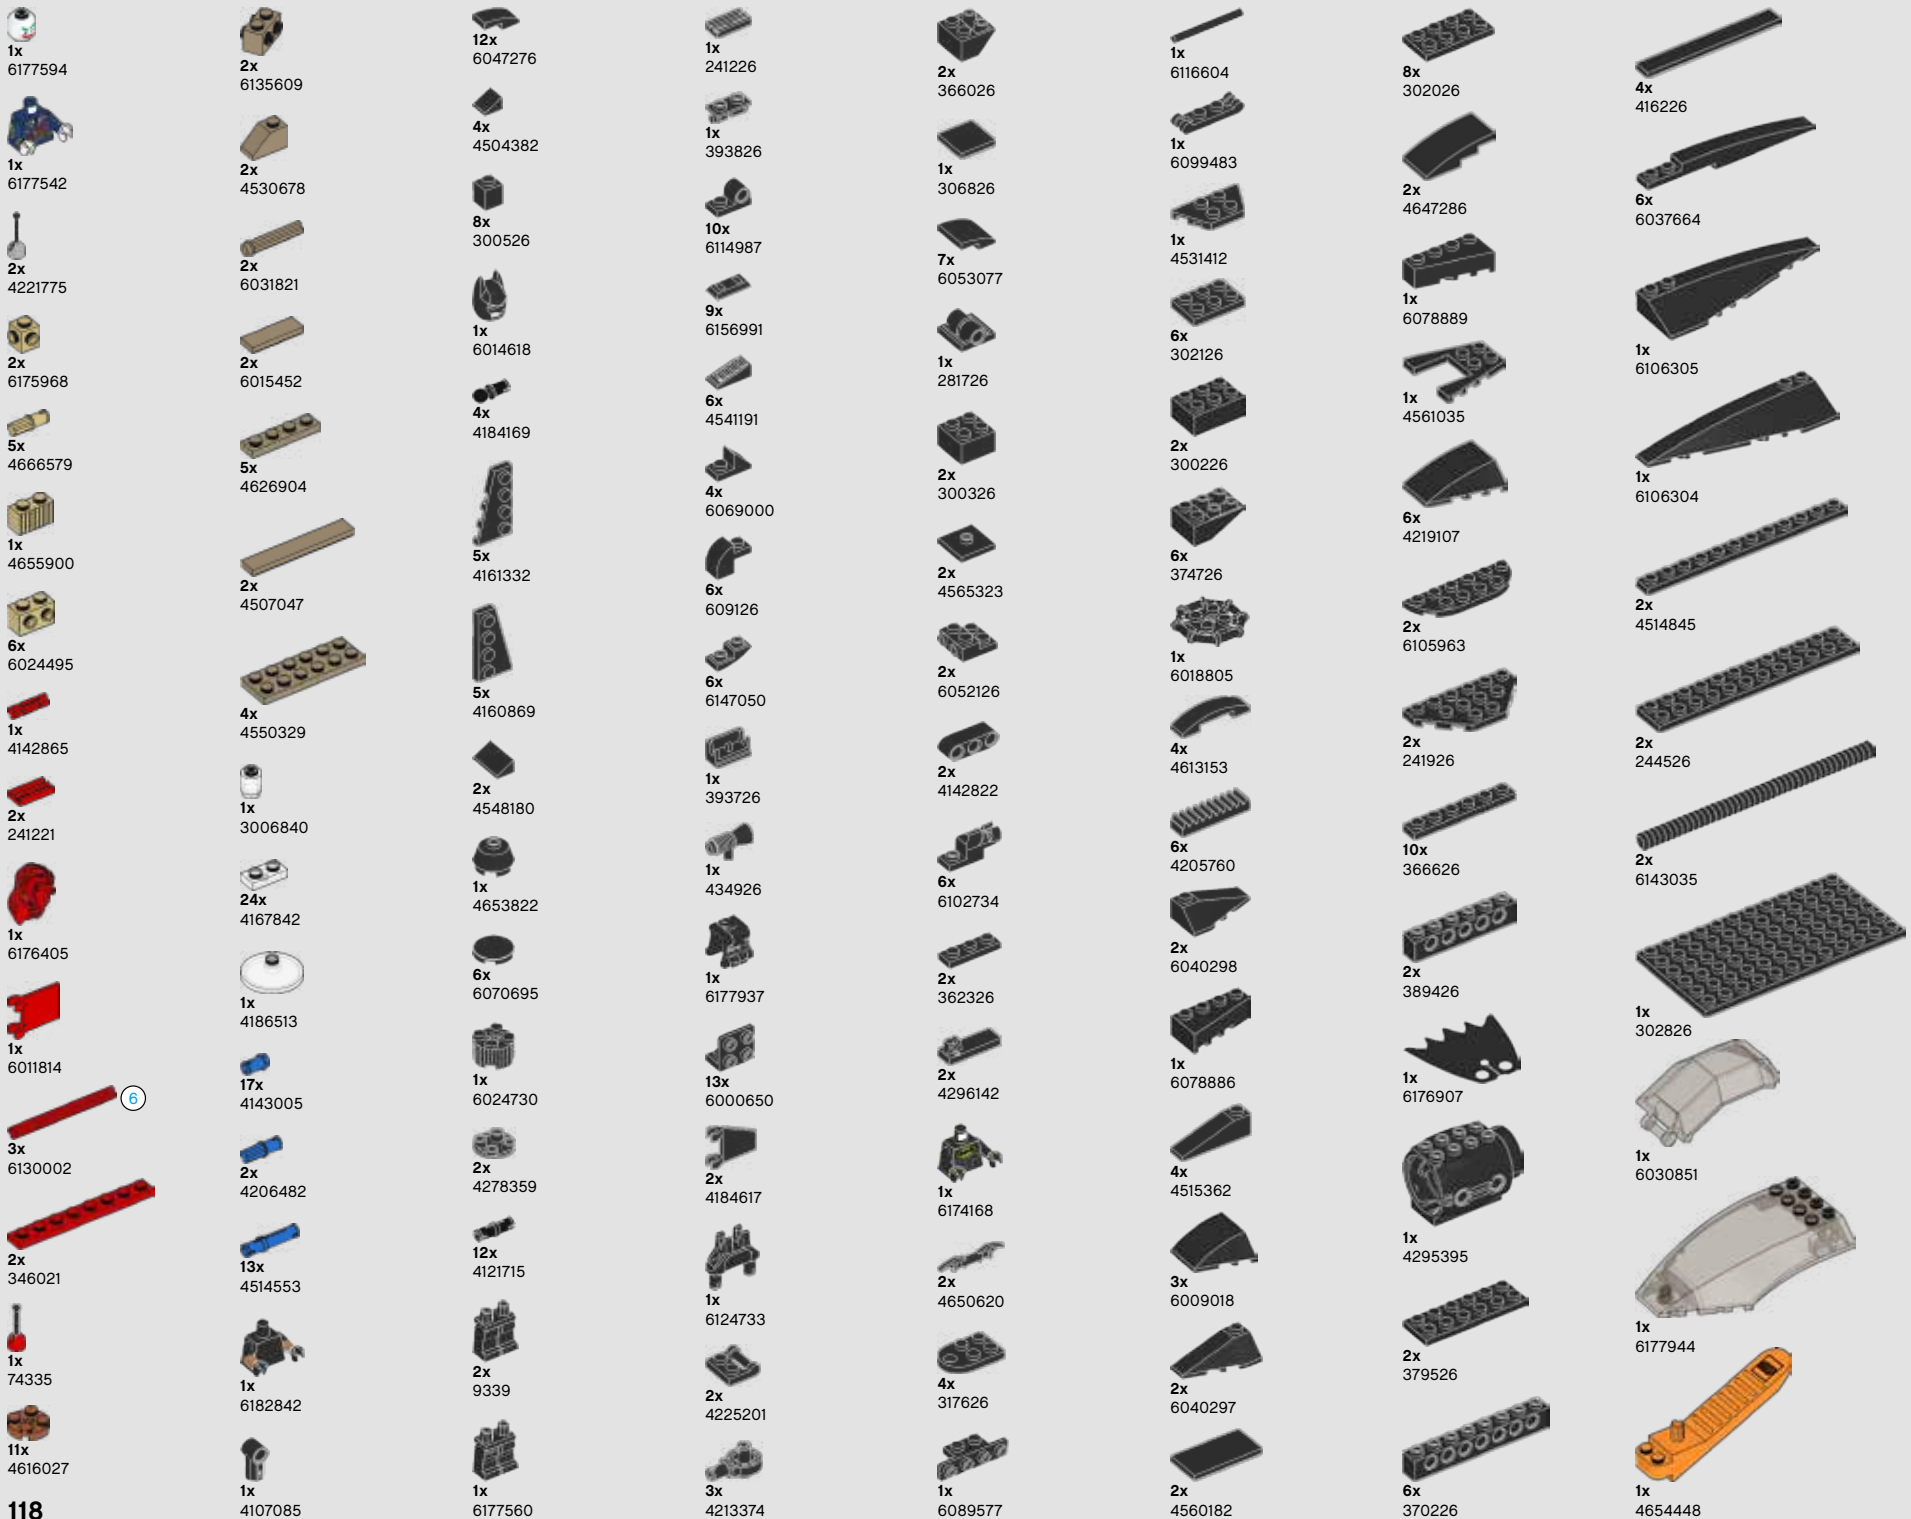 1x
6177594
1x
6177542
2x
4221775
2x
6175968
5x
4666579
1x
4655900
6x
6024495
1x
4142865
2x
241221
1x
6176405
1x
6011814
6
3x
6130002
2x
346021
1x
74335
11x
4616027
118
2x
6135609
2x
4530678
2x
6031821
2x
6015452
5x
4626904
2x
4507047
4x
4550329
1x
3006840
24x
4167842
1x
4186513
17x
4143005
2x
4206482
13x
4514553
1x
6182842
1x
4107085
12x
6047276
4x
4504382
8x
300526
1x
6014618
4x
4184169
5x
4161332
5x
4160869
2x
4548180
1x
4653822
6x
6070695
1x
6024730
2x
4278359
12x
4121715
2x
9339
1x
6177560
1x
241226
1x
393826
10x
6114987
9x
6156991
6x
4541191
4x
6069000
6x
609126
6x
6147050
1x
393726
1x
434926
1x
6177937
13x
6000650
2x
4184617
1x
6124733
2x
4225201
3x
4213374
2x
366026
1x
306826
7x
6053077
1x
281726
2x
300326
2x
4565323
2x
6052126
2x
4142822
6x
6102734
2x
362326
2x
4296142
1x
6174168
2x
4650620
4x
317626
1x
6089577
1x
6116604
1x
6099483
1x
4531412
6x
302126
2x
300226
6x
374726
1x
6018805
4x
4613153
6x
4205760
2x
6040298
1x
6078886
4x
4515362
3x
6009018
2x
6040297
2x
4560182
8x
302026
2x
4647286
1x
6078889
1x
4561035
6x
4219107
2x
6105963
2x
241926
10x
366626
2x
389426
1x
6176907
1x
4295395
2x
379526
6x
370226
4x
416226
6x
6037664
1x
6106305
1x
6106304
2x
4514845
2x
244526
2x
6143035
1x
302826
1x
6030851
1x
6177944
1x
4654448